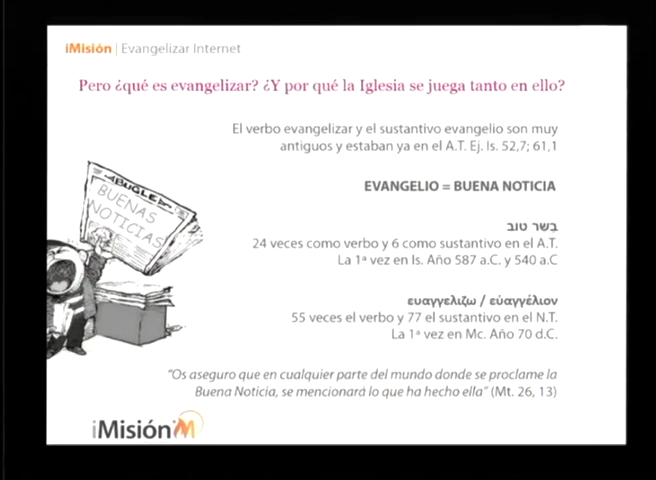 iMisión | Evangelizar Internet
Pero ¿qué es evangelizar? ¿Y por qué la Iglesia se juega tanto en ello?
El verbo evangelizar y el sustantivo evangelio son muy
antiguos y estaban ya en el A.T. Ej. Is. 52,7; 61,1
EVANGELIO = BUENA NOTICIA
בשר טוב
24 veces como verbo y 6 como sustantivo en el A.T.
La 1ª vez en Is. Año 587 a.C. y 540 a.C
ευαγγελιζω / εὐαγγέλιον
55 veces el verbo y 77 el sustantivo en el N.T.
La 1ª vez en Mc. Año 70 d.C.
"Os aseguro que en cualquier parte del mundo donde se proclame la
Buena Noticia, se mencionará lo que ha hecho ella" (Mt. 26, 13)
BUGLE
BUENAS
NOTICIAS
iMisión